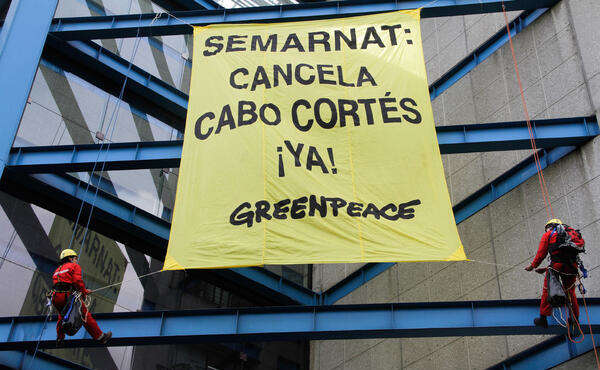 SEMARNAT:
CANCELA
CABO CORTÉS
¡YA!
GREENPEACE